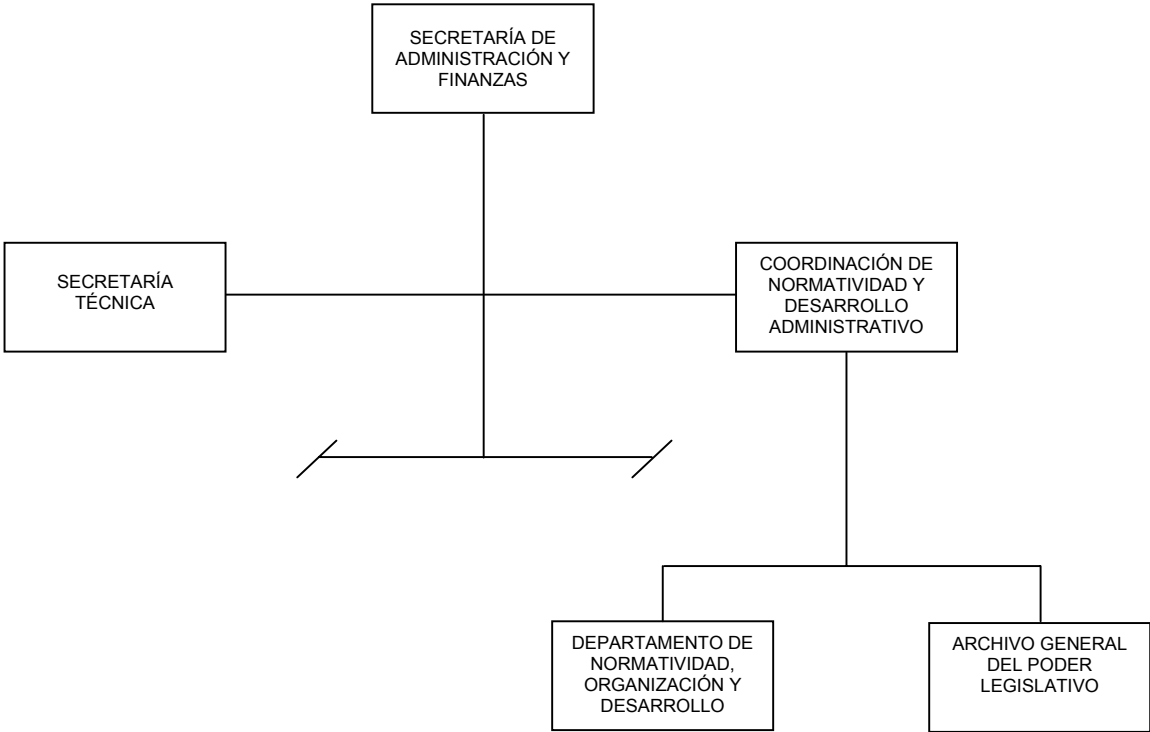 SECRETARÍA DE
ADMINISTRACIÓN Y
FINANZAS
SECRETARÍA
TÉCNICA
COORDINACIÓN DE
NORMATIVIDAD Y
DESARROLLO
ADMINISTRATIVO
DEPARTAMENTO DE
NORMATIVIDAD,
ORGANIZACIÓN Y
DESARROLLO
ARCHIVO GENERAL
DEL PODER
LEGISLATIVO